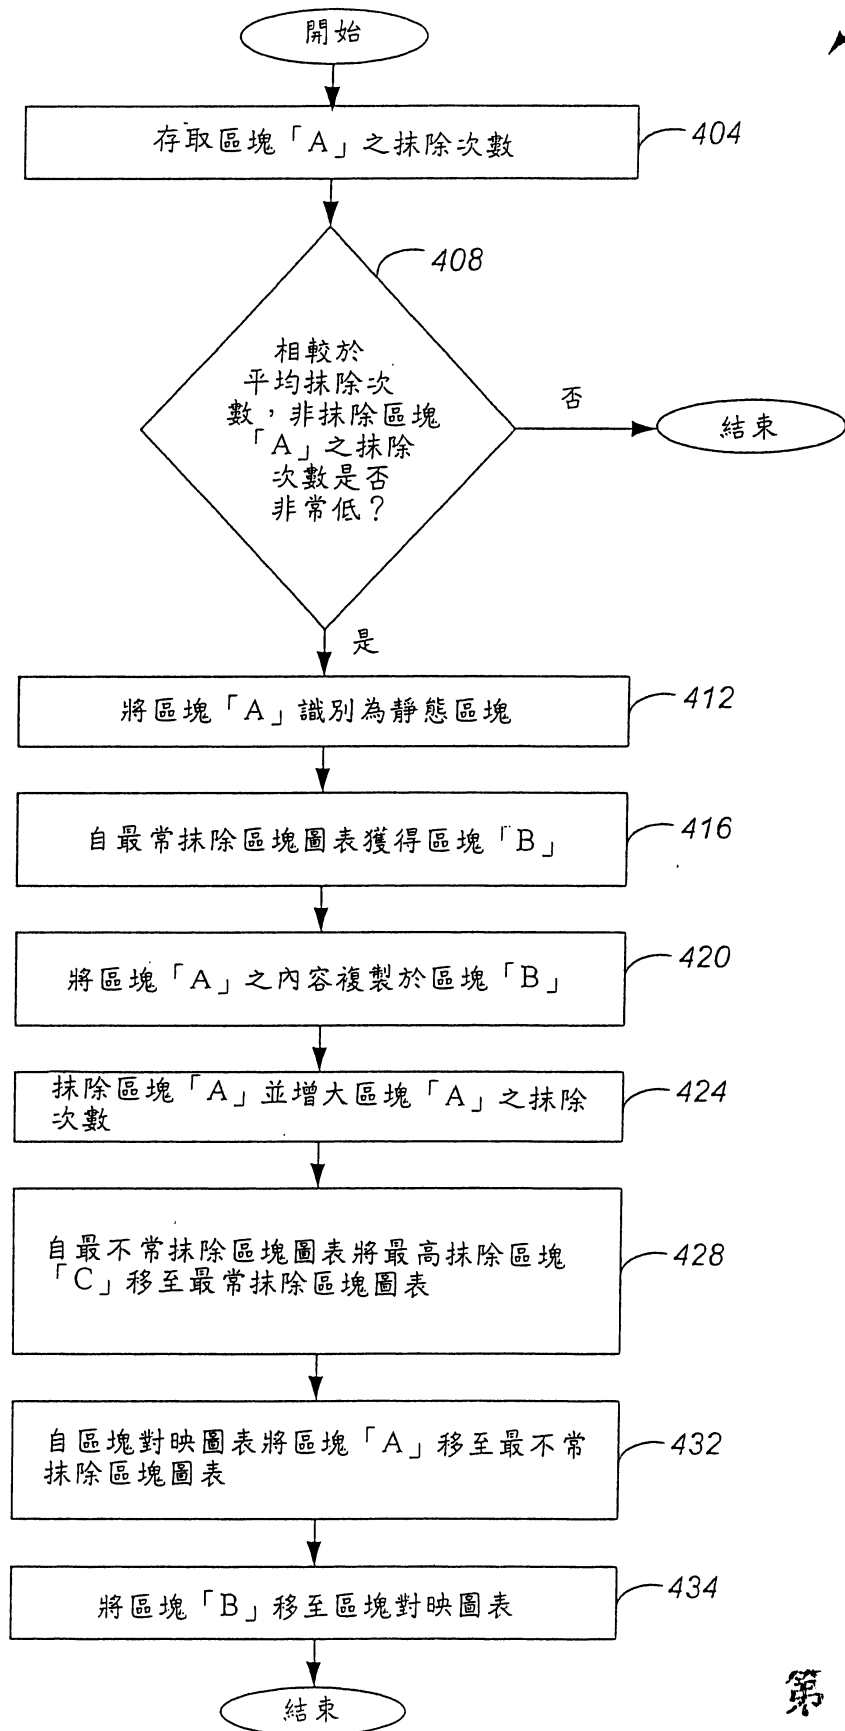 開始
存取區塊「A」之抹除次數
404
408
相較於
平均抹除次
數，非抹除區塊
「A」之抹除
次數是否
非常低？
否
結束
是
將區塊「A」識別為靜態區塊
412
自最常抹除區塊圖表獲得區塊「B」
416
將區塊「A」之內容複製於區塊「B」
420
抹除區塊「A」並增大區塊「A」之抹除
次數
424
自最不常抹除區塊圖表將最高抹除區塊
「C」移至最常抹除區塊圖表
428
自區塊對映圖表將區塊「A」移至最不常
抹除區塊圖表
432
將區塊「B」移至區塊對映圖表
434
結束
第